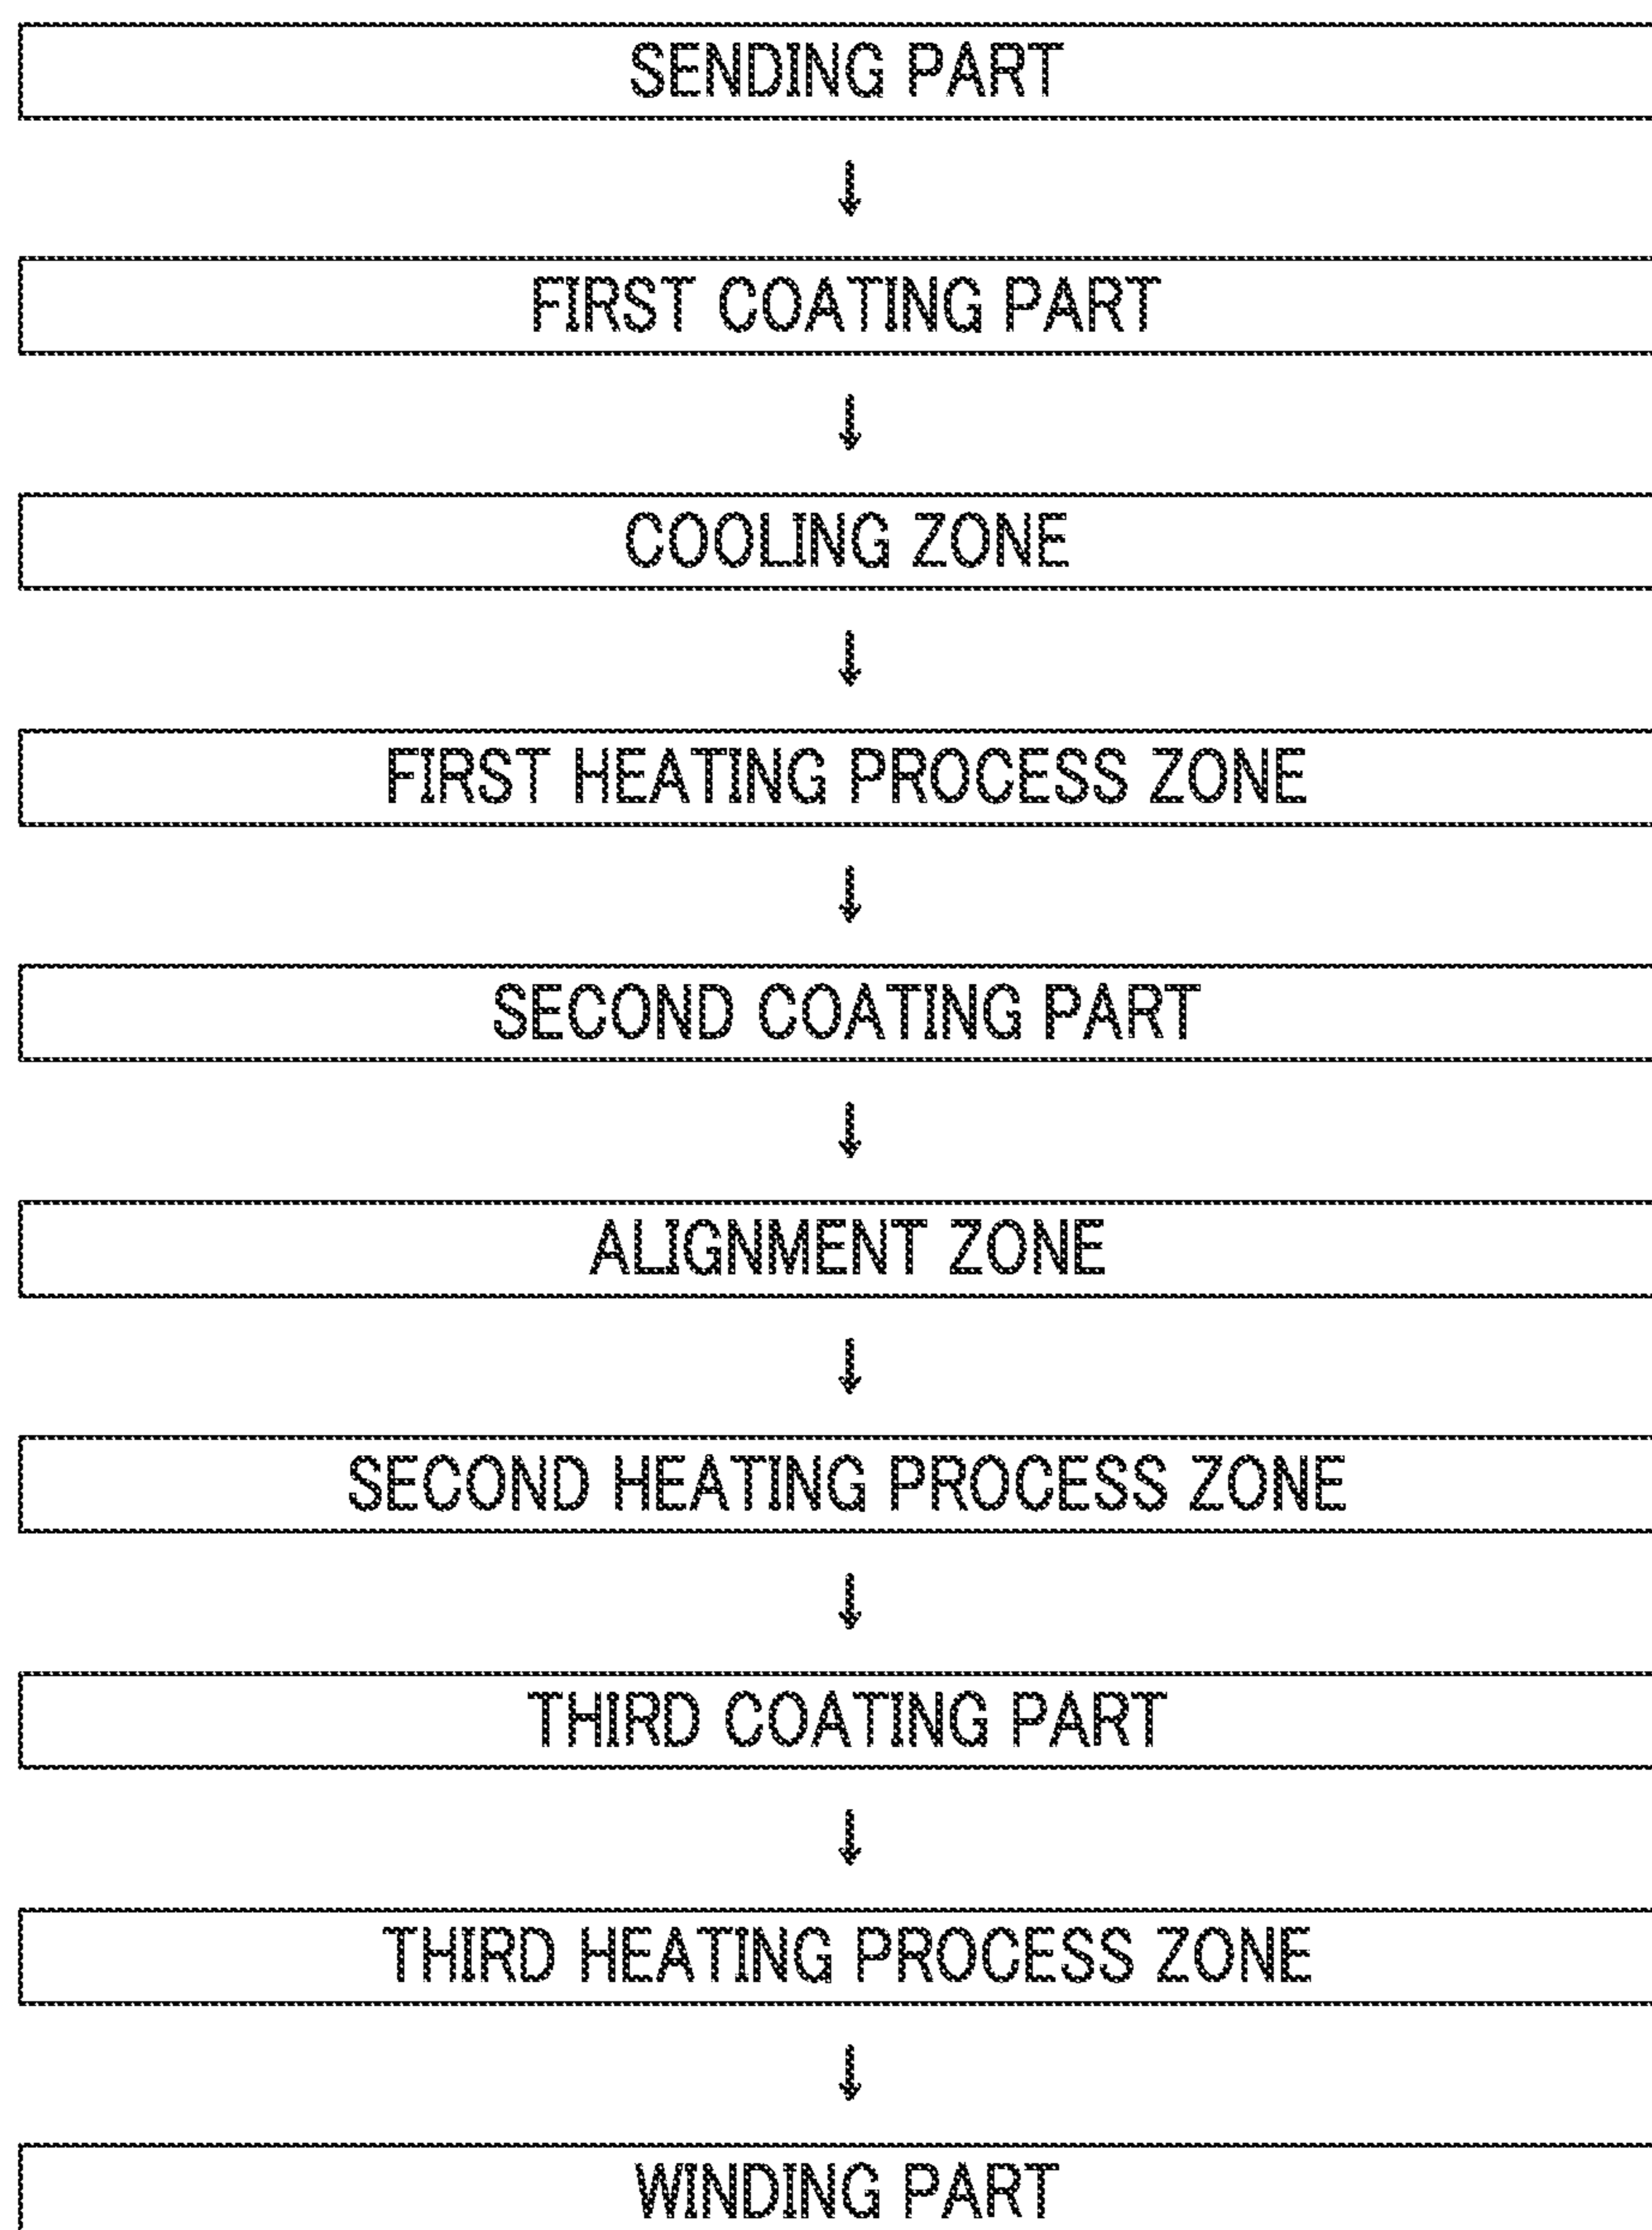 SENDING PART
↓
FIRST COATING PART
↓
COOLING ZONE
↓
FIRST HEATING PROCESS ZONE
↓
SECOND COATING PART
↓
ALIGNMENT ZONE
↓
SECOND HEATING PROCESS ZONE
↓
THIRD COATING PART
↓
THIRD HEATING PROCESS ZONE
↓
WINDING PART